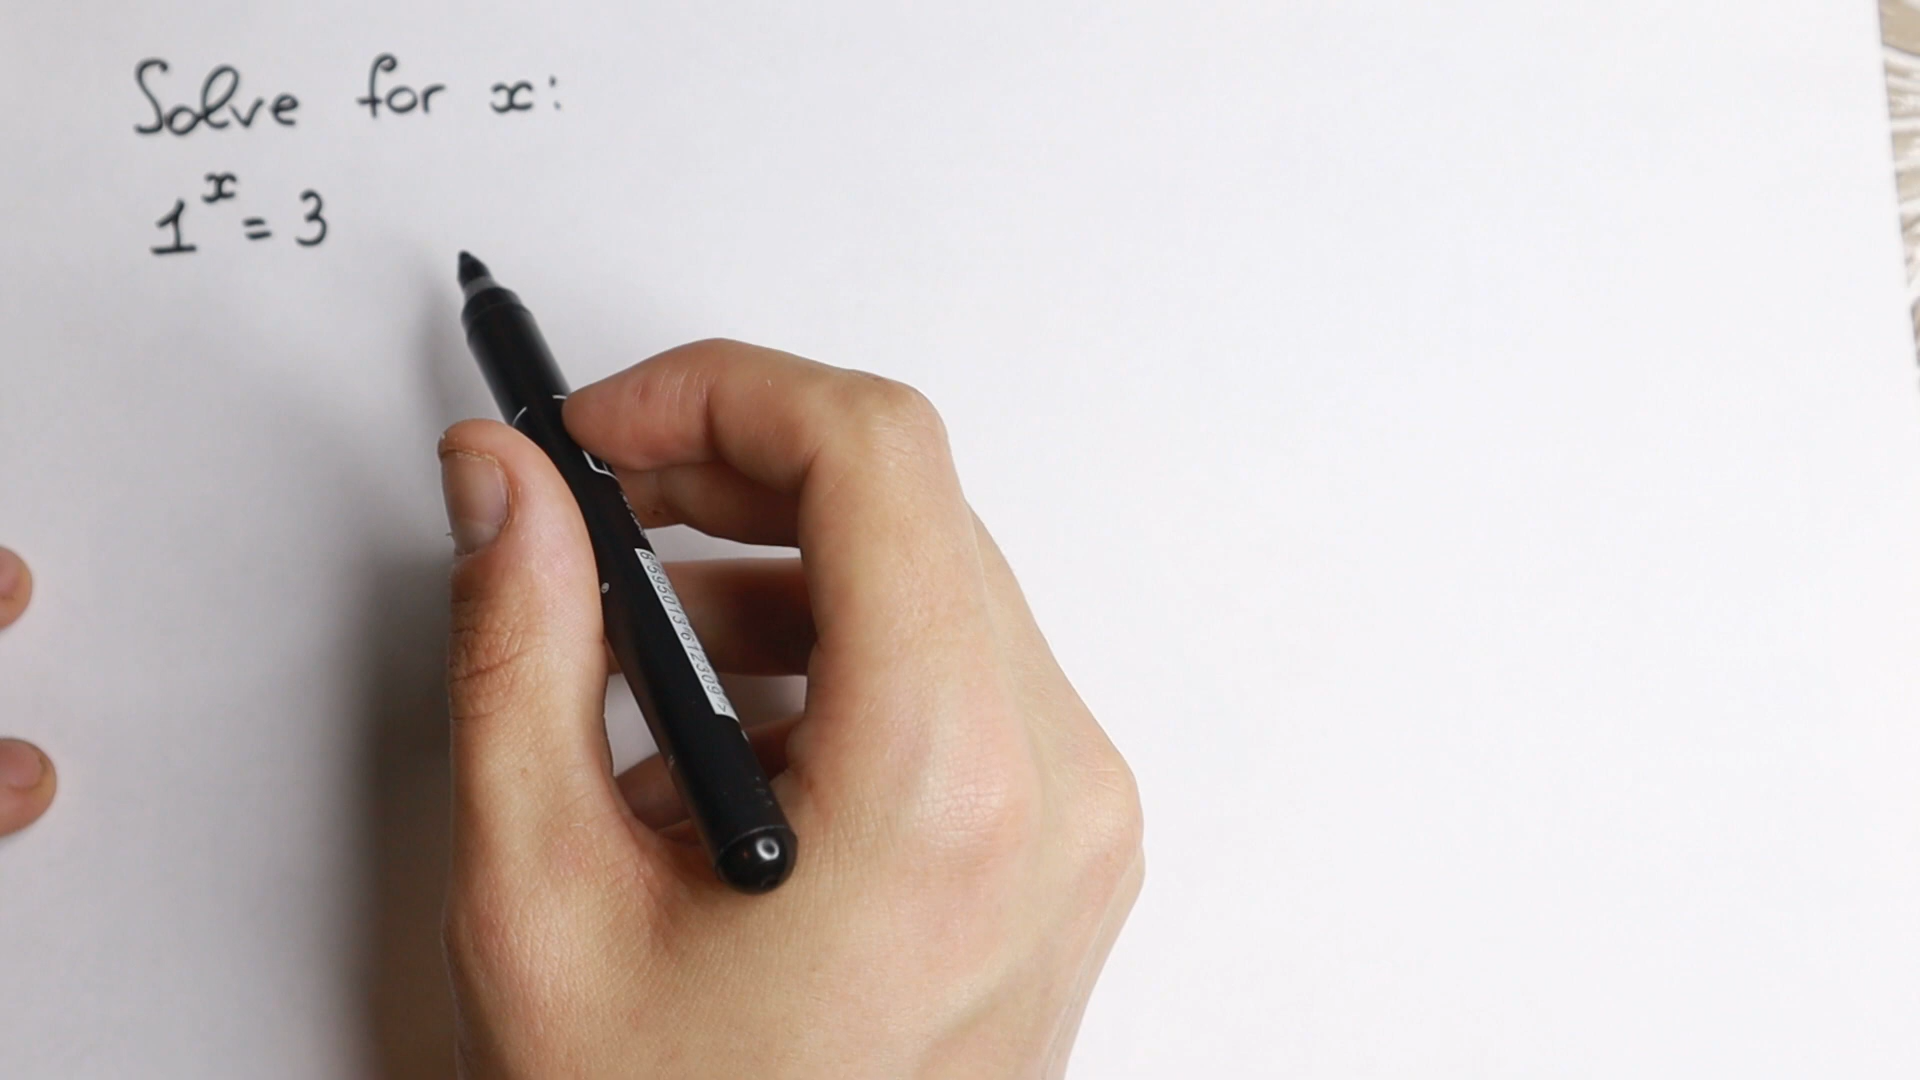 Solve for x:
1^x = 3